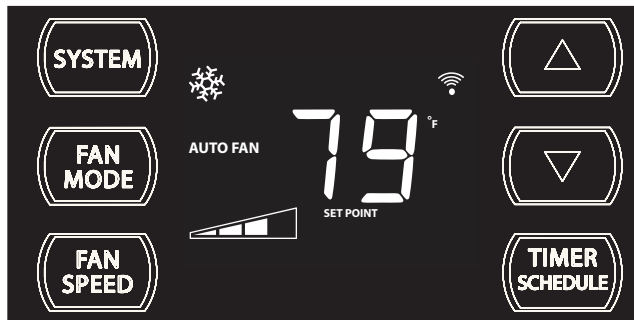 SYSTEM
FAN
MODE
FAN
SPEED
AUTO FAN
79
°F
SET POINT
TIMER
SCHEDULE